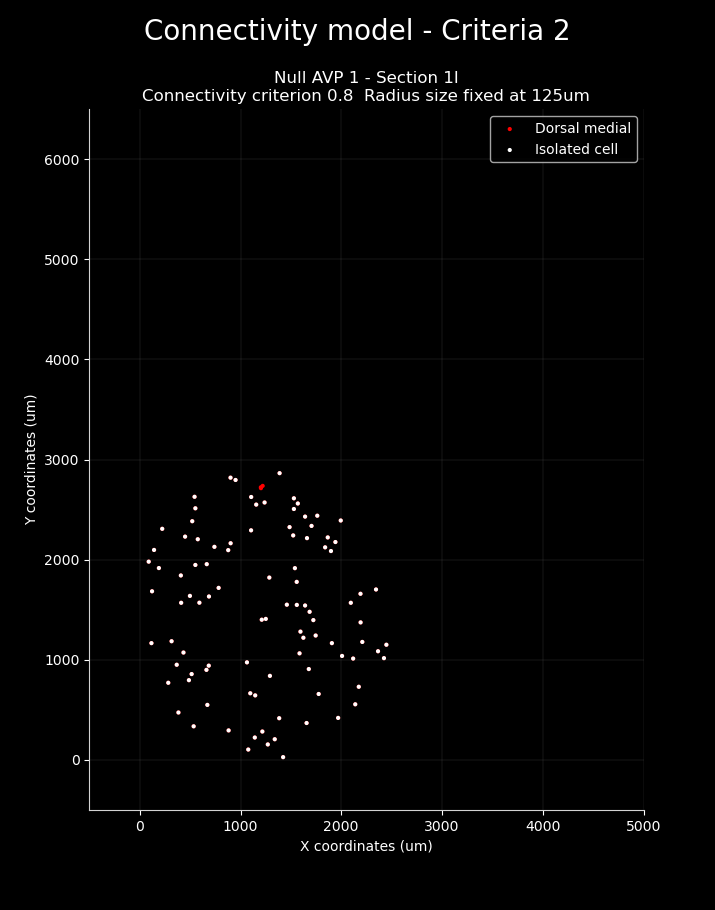 Connectivity model - Criteria 2
Null AVP 1 - Section 1I
Connectivity criterion 0.8  Radius size fixed at 125um
Dorsal medial
Isolated cell
6000
5000
4000
3000
2000
1000
0
Y coordinates (um)
0
1000
2000
3000
4000
5000
X coordinates (um)